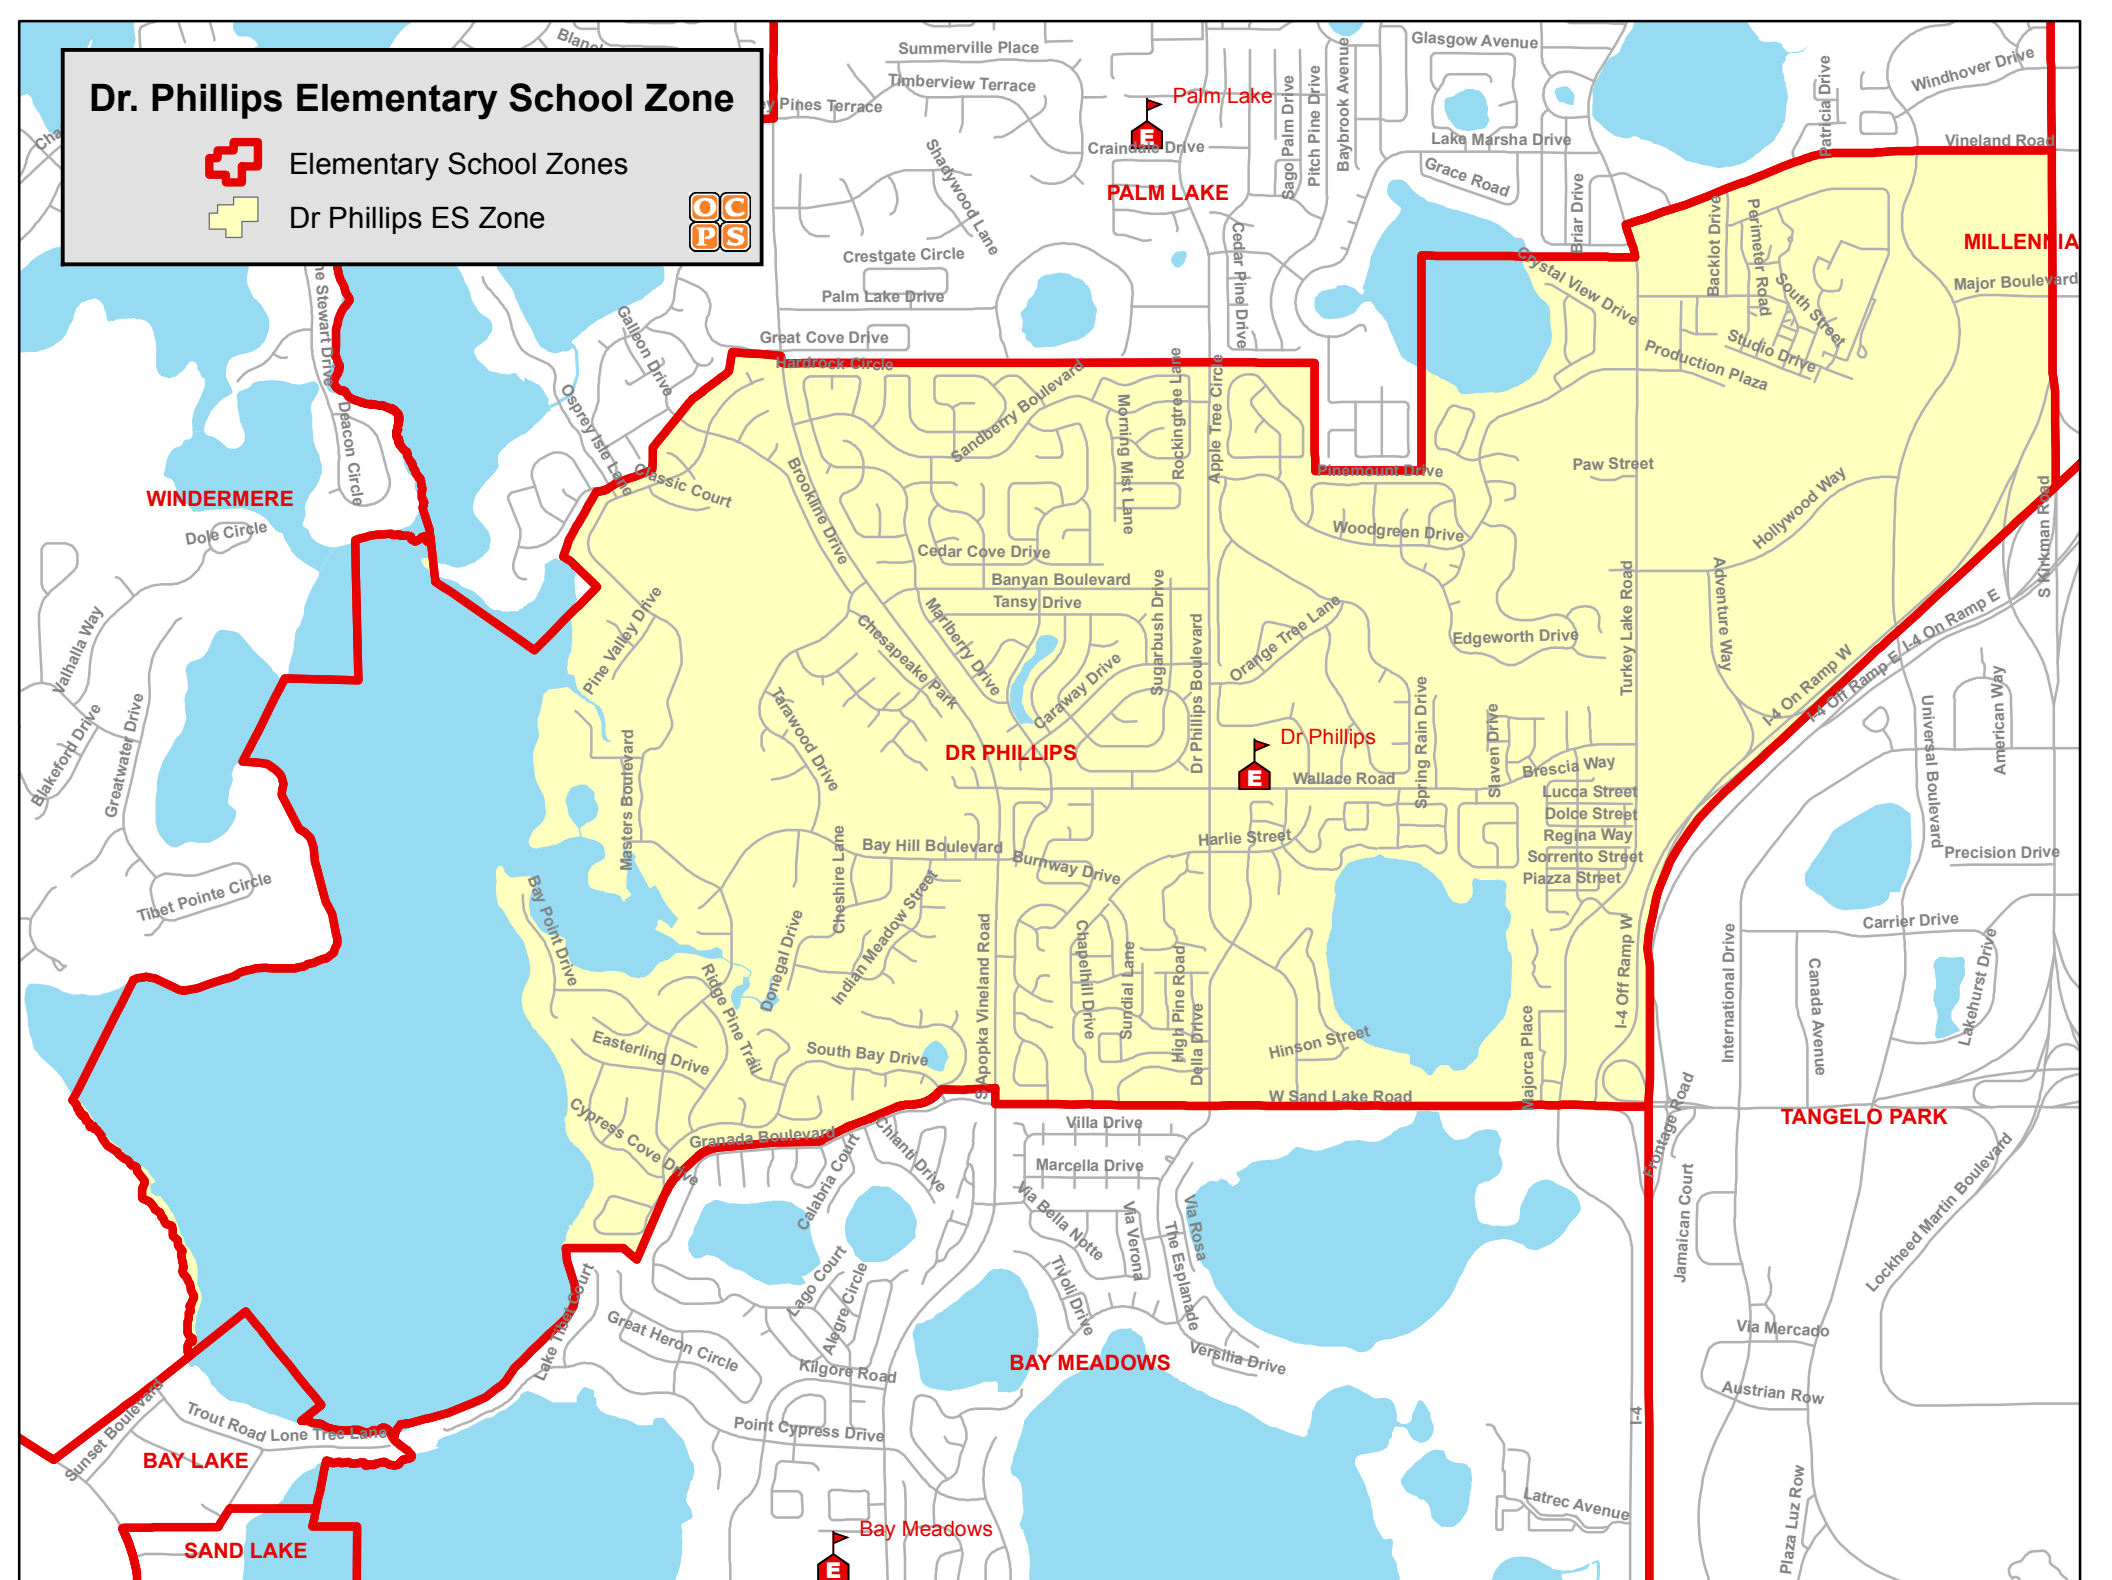 Dr. Phillips Elementary School Zone
Elementary School Zones
Dr Phillips ES Zone
O C
P S
Summerville Place
Timberview Terrace
Pines Terrace
Shadywood Lane
Crestgate Circle
Palm Lake Drive
Great Cove Drive
Hardrock Circle
Palm Lake
E
Craindale Drive
PALM LAKE
Sago Palm Drive
Pitch Pine Drive
Baybrook Avenue
Cedar Pine Drive
Glasgow Avenue
Lake Marsha Drive
Grace Road
Briar Drive
Patricia Drive
Windhover Drive
Vineland Road
MILLENNIA
Major Boulevard
Backlot Drive
Perimeter Road
South Street
Studio Drive
Production Plaza
Crystal View Drive
Stewart Drive
Deacon Circle
Galleon Drive
Osprey Isle Lane
Classic Court
WINDERMERE
Dole Circle
Valhalla Way
Blakeford Drive
Greatwater Drive
Tibet Pointe Circle
Brookline Drive
Sandberry Boulevard
Morning Mist Lane
Rockingtree Lane
Apple Tree Circle
Pinemount Drive
Paw Street
Woodgreen Drive
Hollywood Way
S Kirkman Road
Cedar Cove Drive
Banyan Boulevard
Tansy Drive
Marlberry Drive
Chesapeake Park
Caraway Drive
Sugarbush Drive
Dr Phillips Boulevard
Orange Tree Lane
Edgeworth Drive
Turkey Lake Road
Adventure Way
I-4 On Ramp W
I-4 Off Ramp E
I-4 On Ramp E
Universal Boulevard
American Way
Pine Valley Drive
Tarawood Drive
Masters Boulevard
DR PHILLIPS
Dr Phillips
E
Wallace Road
Spring Rain Drive
Slaven Drive
Brescia Way
Lucca Street
Dolce Street
Regina Way
Sorrento Street
Piazza Street
Precision Drive
Bay Hill Boulevard
Burnway Drive
Harlie Street
Cheshire Lane
Indian Meadow Street
Donegal Drive
Bay Point Drive
Ridge Pine Trail
Easterling Drive
South Bay Drive
Cypress Cove Drive
Granada Boulevard
S Apopka Vineland Road
Chapelhill Drive
Sundial Lane
High Pine Road
Della Drive
Hinson Street
W Sand Lake Road
Majorca Place
I-4 Off Ramp W
International Drive
Canada Avenue
Carrier Drive
Lakehurst Drive
TANGELO PARK
Frontage Road
Jamaican Court
Lockheed Martin Boulevard
Villa Drive
Marcella Drive
Via Bella Notte
Via Verona
Via Rosa
The Esplanade
Tivoli Drive
Versilia Drive
BAY MEADOWS
Chianti Drive
Calabria Court
Lago Court
Alegre Circle
Kilgore Road
Great Heron Circle
Lake Tibet Court
Point Cypress Drive
Bay Meadows
E
Sunset Boulevard
Trout Road
Lone Tree Lane
BAY LAKE
SAND LAKE
I-4
Latrec Avenue
Via Mercado
Austrian Row
Plaza Luz Row